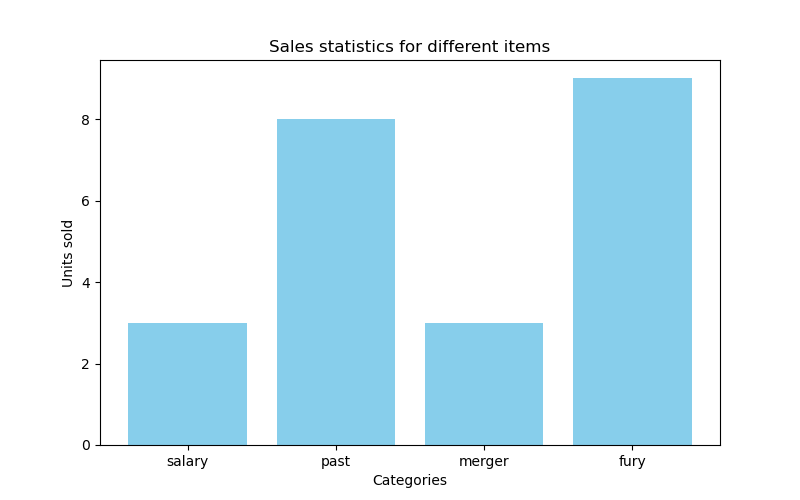 Sales statistics for different items
Units sold
8
6
4
2
0
salary past merger fury
Categories